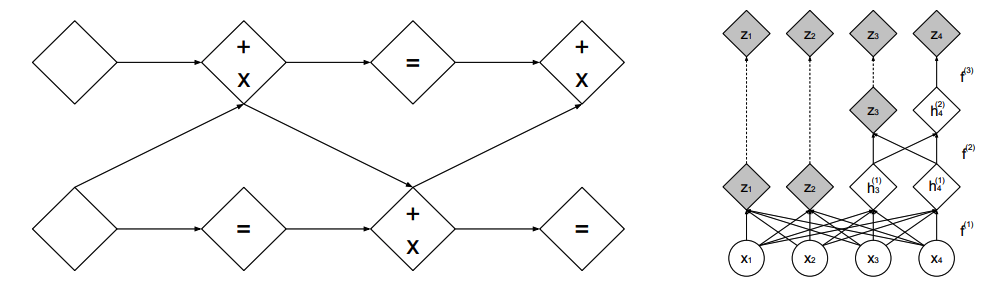 +
x
=
+
x
=
+
x
=
z1 z2 z3 z4
f(3)
z3 h4(2)
f(2)
z1 z2 h3(1) h4(1)
f(1)
x1 x2 x3 x4